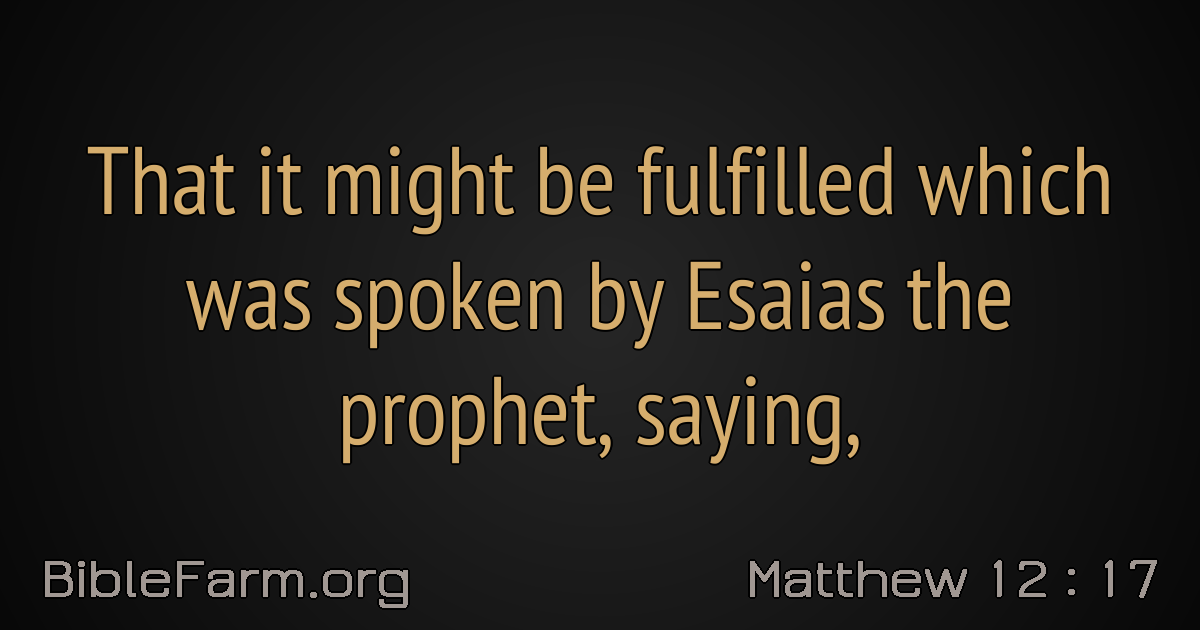 That it might be fulfilled which
was spoken by Esaias the
prophet, saying,
BibleFarm.org
Matthew 12 : 17